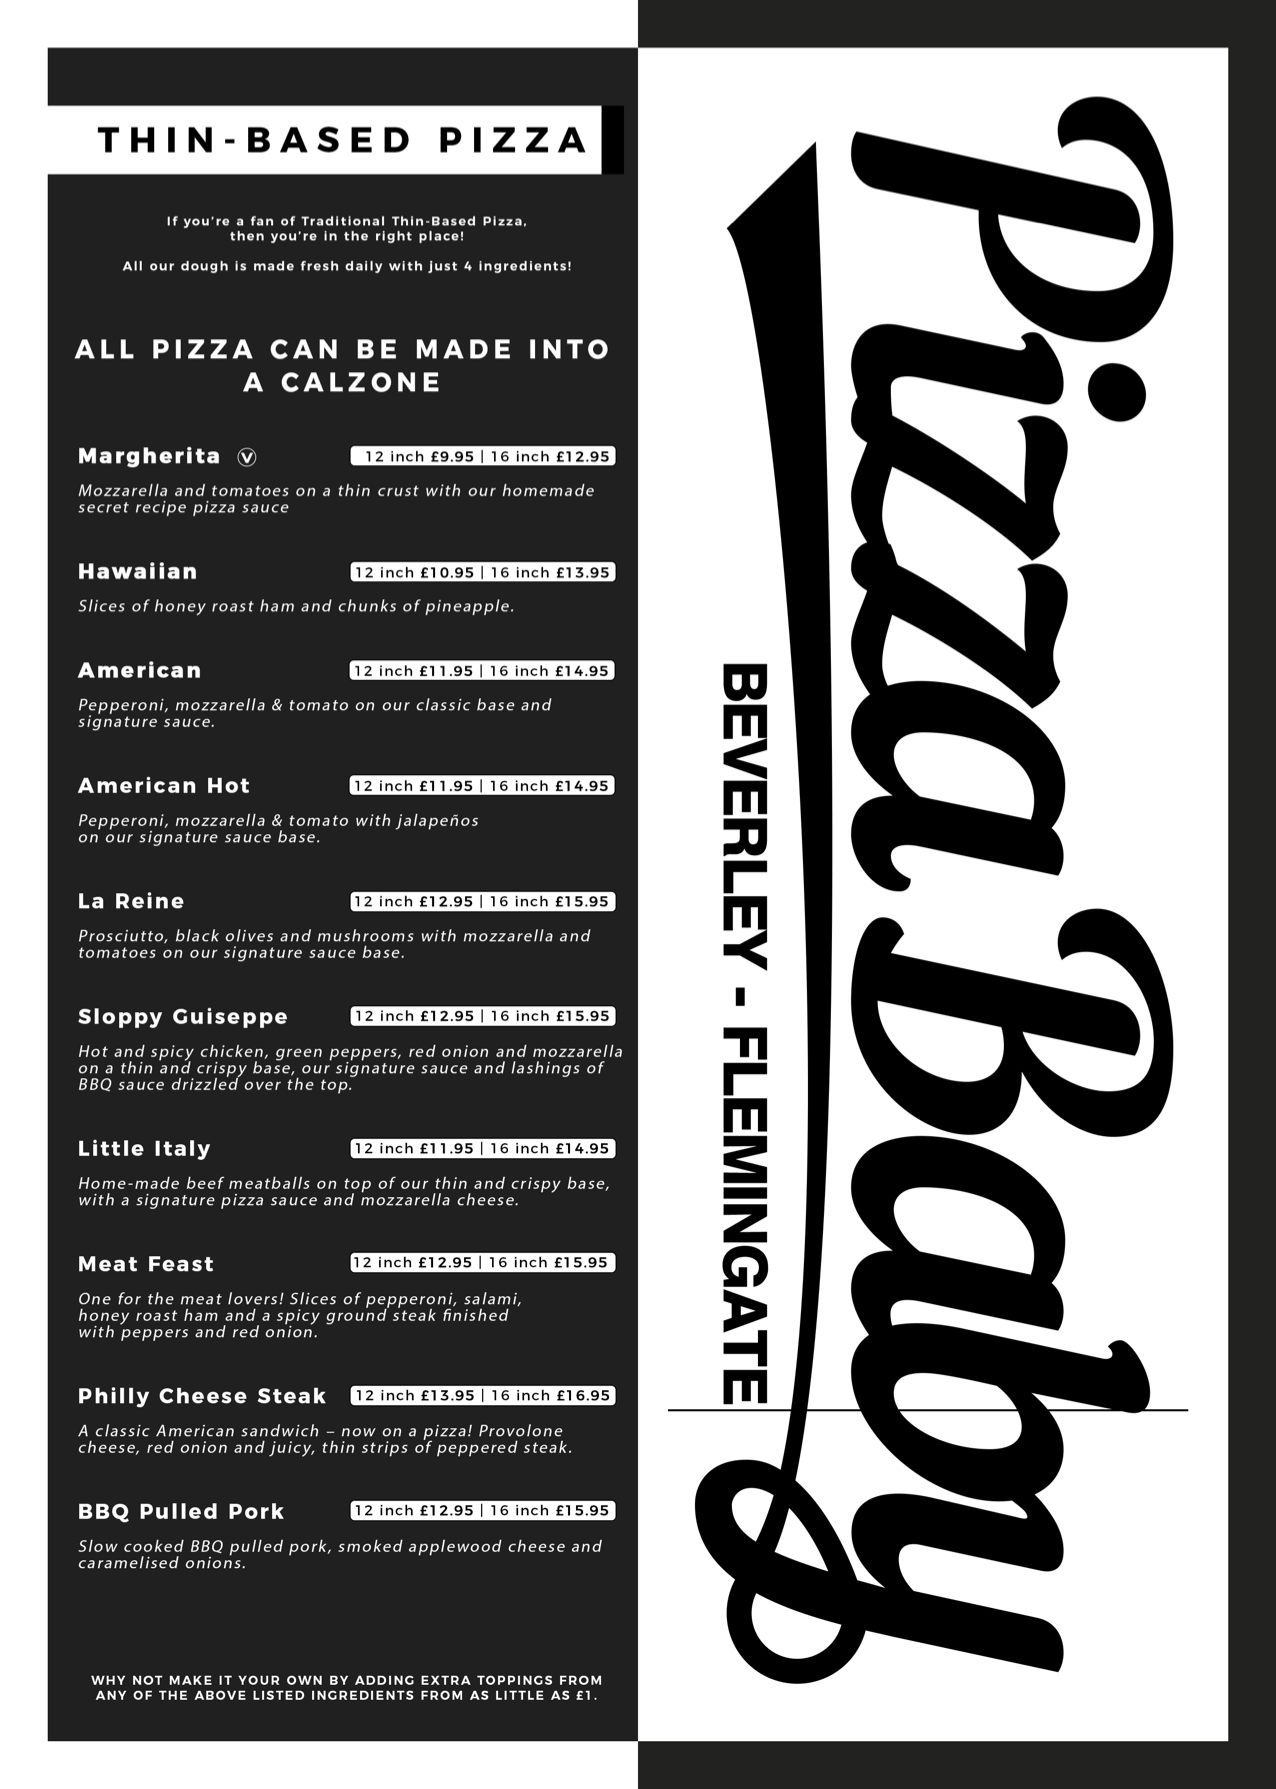 THIN-BASED PIZZA
If you're a fan of Traditional Thin-Based Pizza,
then you're in the right place!
All our dough is made fresh daily with just 4 ingredients!
ALL PIZZA CAN BE MADE INTO
A CALZONE
Margherita Ⓥ 12 inch £9.95 | 16 inch £12.95
Mozzarella and tomatoes on a thin crust with our homemade
secret recipe pizza sauce
Hawaiian 12 inch £10.95 | 16 inch £13.95
Slices of honey roast ham and chunks of pineapple.
American 12 inch £11.95 | 16 inch £14.95
Pepperoni, mozzarella & tomato on our classic base and
signature sauce.
American Hot 12 inch £11.95 | 16 inch £14.95
Pepperoni, mozzarella & tomato with jalapeños
on our signature sauce base.
La Reine 12 inch £12.95 | 16 inch £15.95
Prosciutto, black olives and mushrooms with mozzarella and
tomatoes on our signature sauce base.
Sloppy Guiseppe 12 inch £12.95 | 16 inch £15.95
Hot and spicy chicken, green peppers, red onion and mozzarella
on a thin and crispy base, our signature sauce and lashings of
BBQ sauce drizzled over the top.
Little Italy 12 inch £11.95 | 16 inch £14.95
Home-made beef meatballs on top of our thin and crispy base,
with a signature pizza sauce and mozzarella cheese.
Meat Feast 12 inch £12.95 | 16 inch £15.95
One for the meat lovers! Slices of pepperoni, salami,
honey roast ham and a spicy ground steak finished
with peppers and red onion.
Philly Cheese Steak 12 inch £13.95 | 16 inch £16.95
A classic American sandwich – now on a pizza! Provolone
cheese, red onion and juicy, thin strips of peppered steak.
BBQ Pulled Pork 12 inch £12.95 | 16 inch £15.95
Slow cooked BBQ pulled pork, smoked applewood cheese and
caramelised onions.
WHY NOT MAKE IT YOUR OWN BY ADDING EXTRA TOPPINGS FROM
ANY OF THE ABOVE LISTED INGREDIENTS FROM AS LITTLE AS £1.
Pizza Baby
BEVERLEY - FLEMINGATE